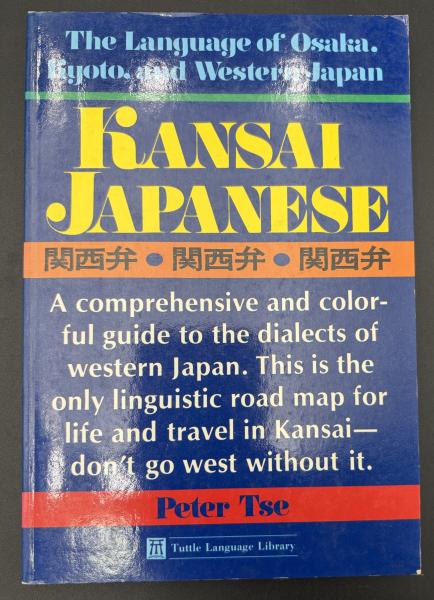 The Language of Osaka,
Kyoto, and Western Japan
KANSAI
JAPANESE
関西弁 • 関西弁 • 関西弁
A comprehensive and color-
ful guide to the dialects of
western Japan. This is the
only linguistic road map for
life and travel in Kansai—
don't go west without it.
Peter Tse
Tuttle Language Library